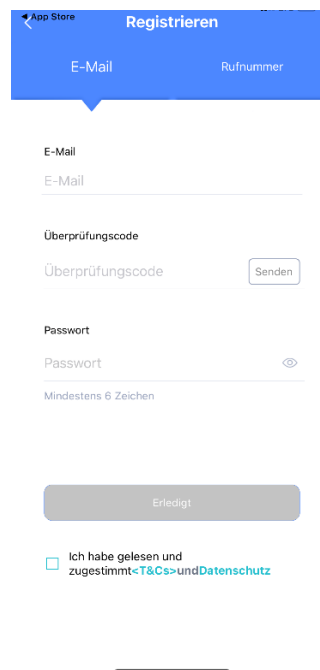 App Store
Registrieren
E-Mail
Rufnummer
E-Mail
E-Mail
Überprüfungscode
Überprüfungscode
Senden
Passwort
Passwort
Mindestens 6 Zeichen
Erledigt
Ich habe gelesen und
zugestimmt<T&Cs>undDatenschutz